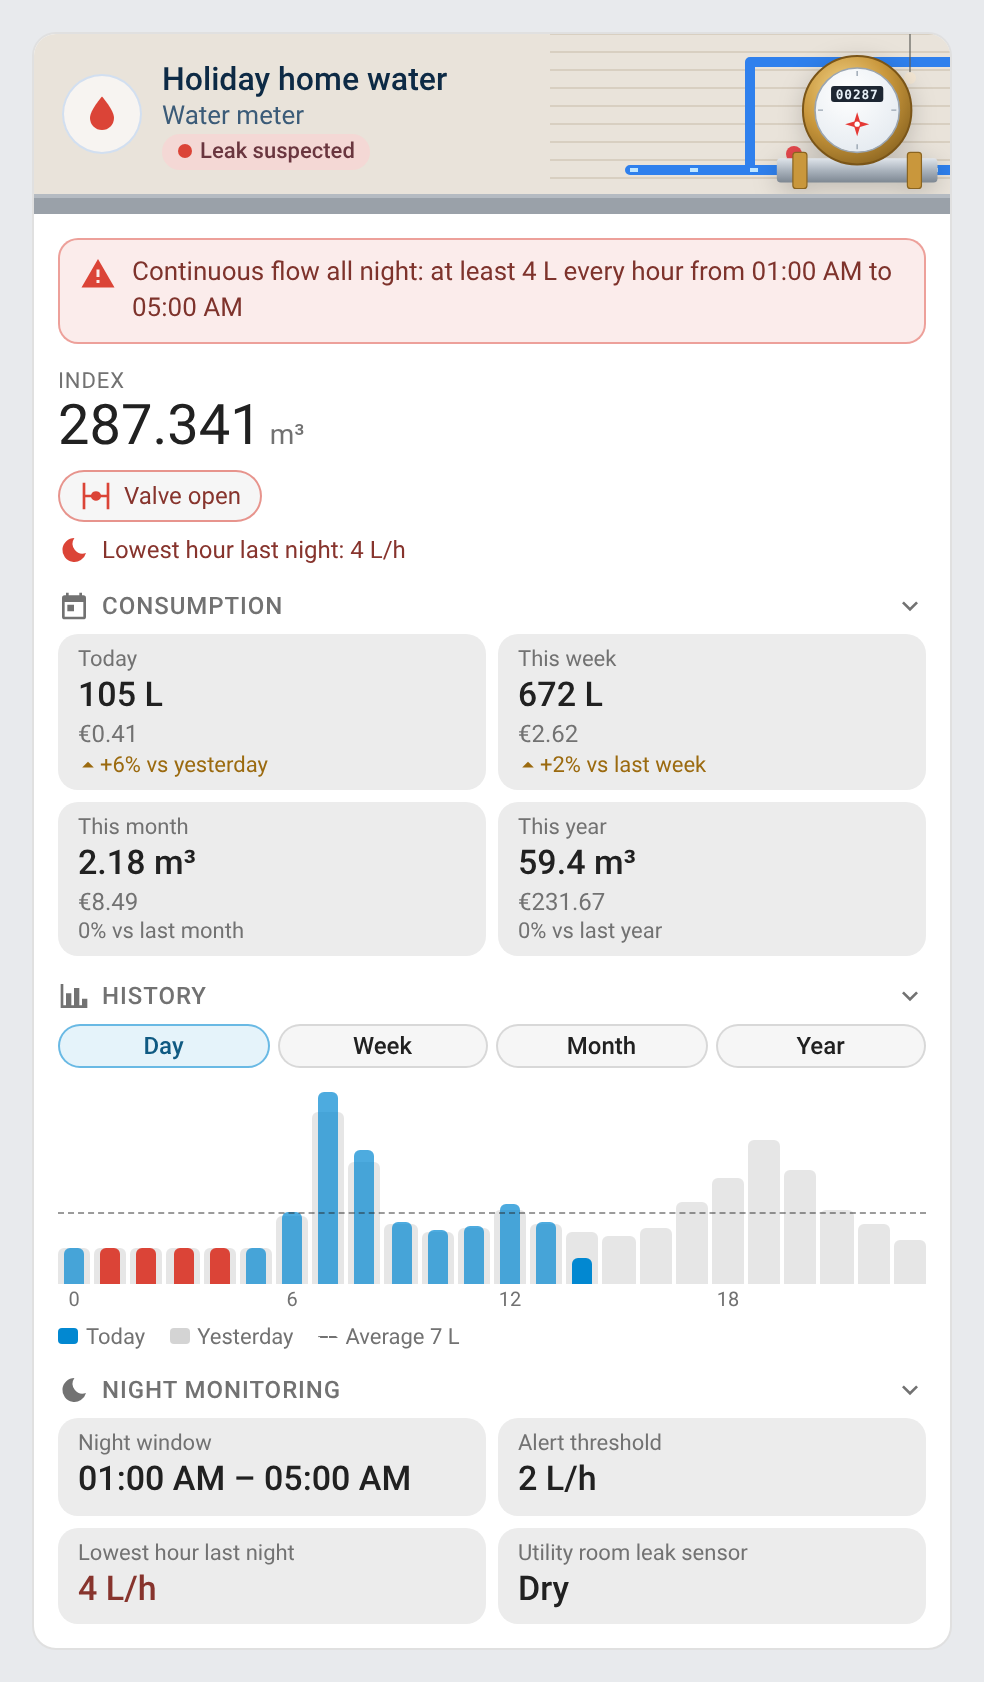 Holiday home water
Water meter
Leak suspected
00287
Continuous flow all night: at least 4 L every hour from 01:00 AM to
05:00 AM
INDEX
287.341 m³
Valve open
Lowest hour last night: 4 L/h
CONSUMPTION
Today
105 L
€0.41
+6% vs yesterday
This week
672 L
€2.62
+2% vs last week
This month
2.18 m³
€8.49
0% vs last month
This year
59.4 m³
€231.67
0% vs last year
HISTORY
Day Week Month Year
0 6 12 18
Today Yesterday Average 7 L
NIGHT MONITORING
Night window
01:00 AM – 05:00 AM
Alert threshold
2 L/h
Lowest hour last night
4 L/h
Utility room leak sensor
Dry